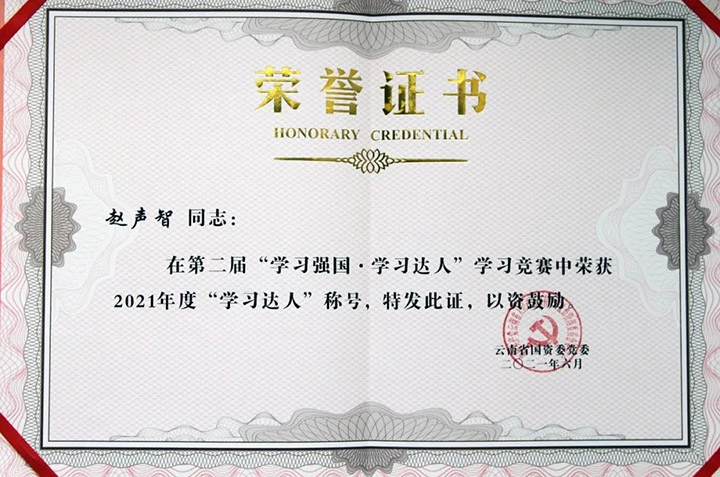 荣誉证书
HONORARY CREDENTIAL
赵声智 同志：
在第二届“学习强国·学习达人”学习竞赛中荣获
2021年度“学习达人”称号，特发此证，以资鼓励。
云南省国资委党委
二〇二一年六月